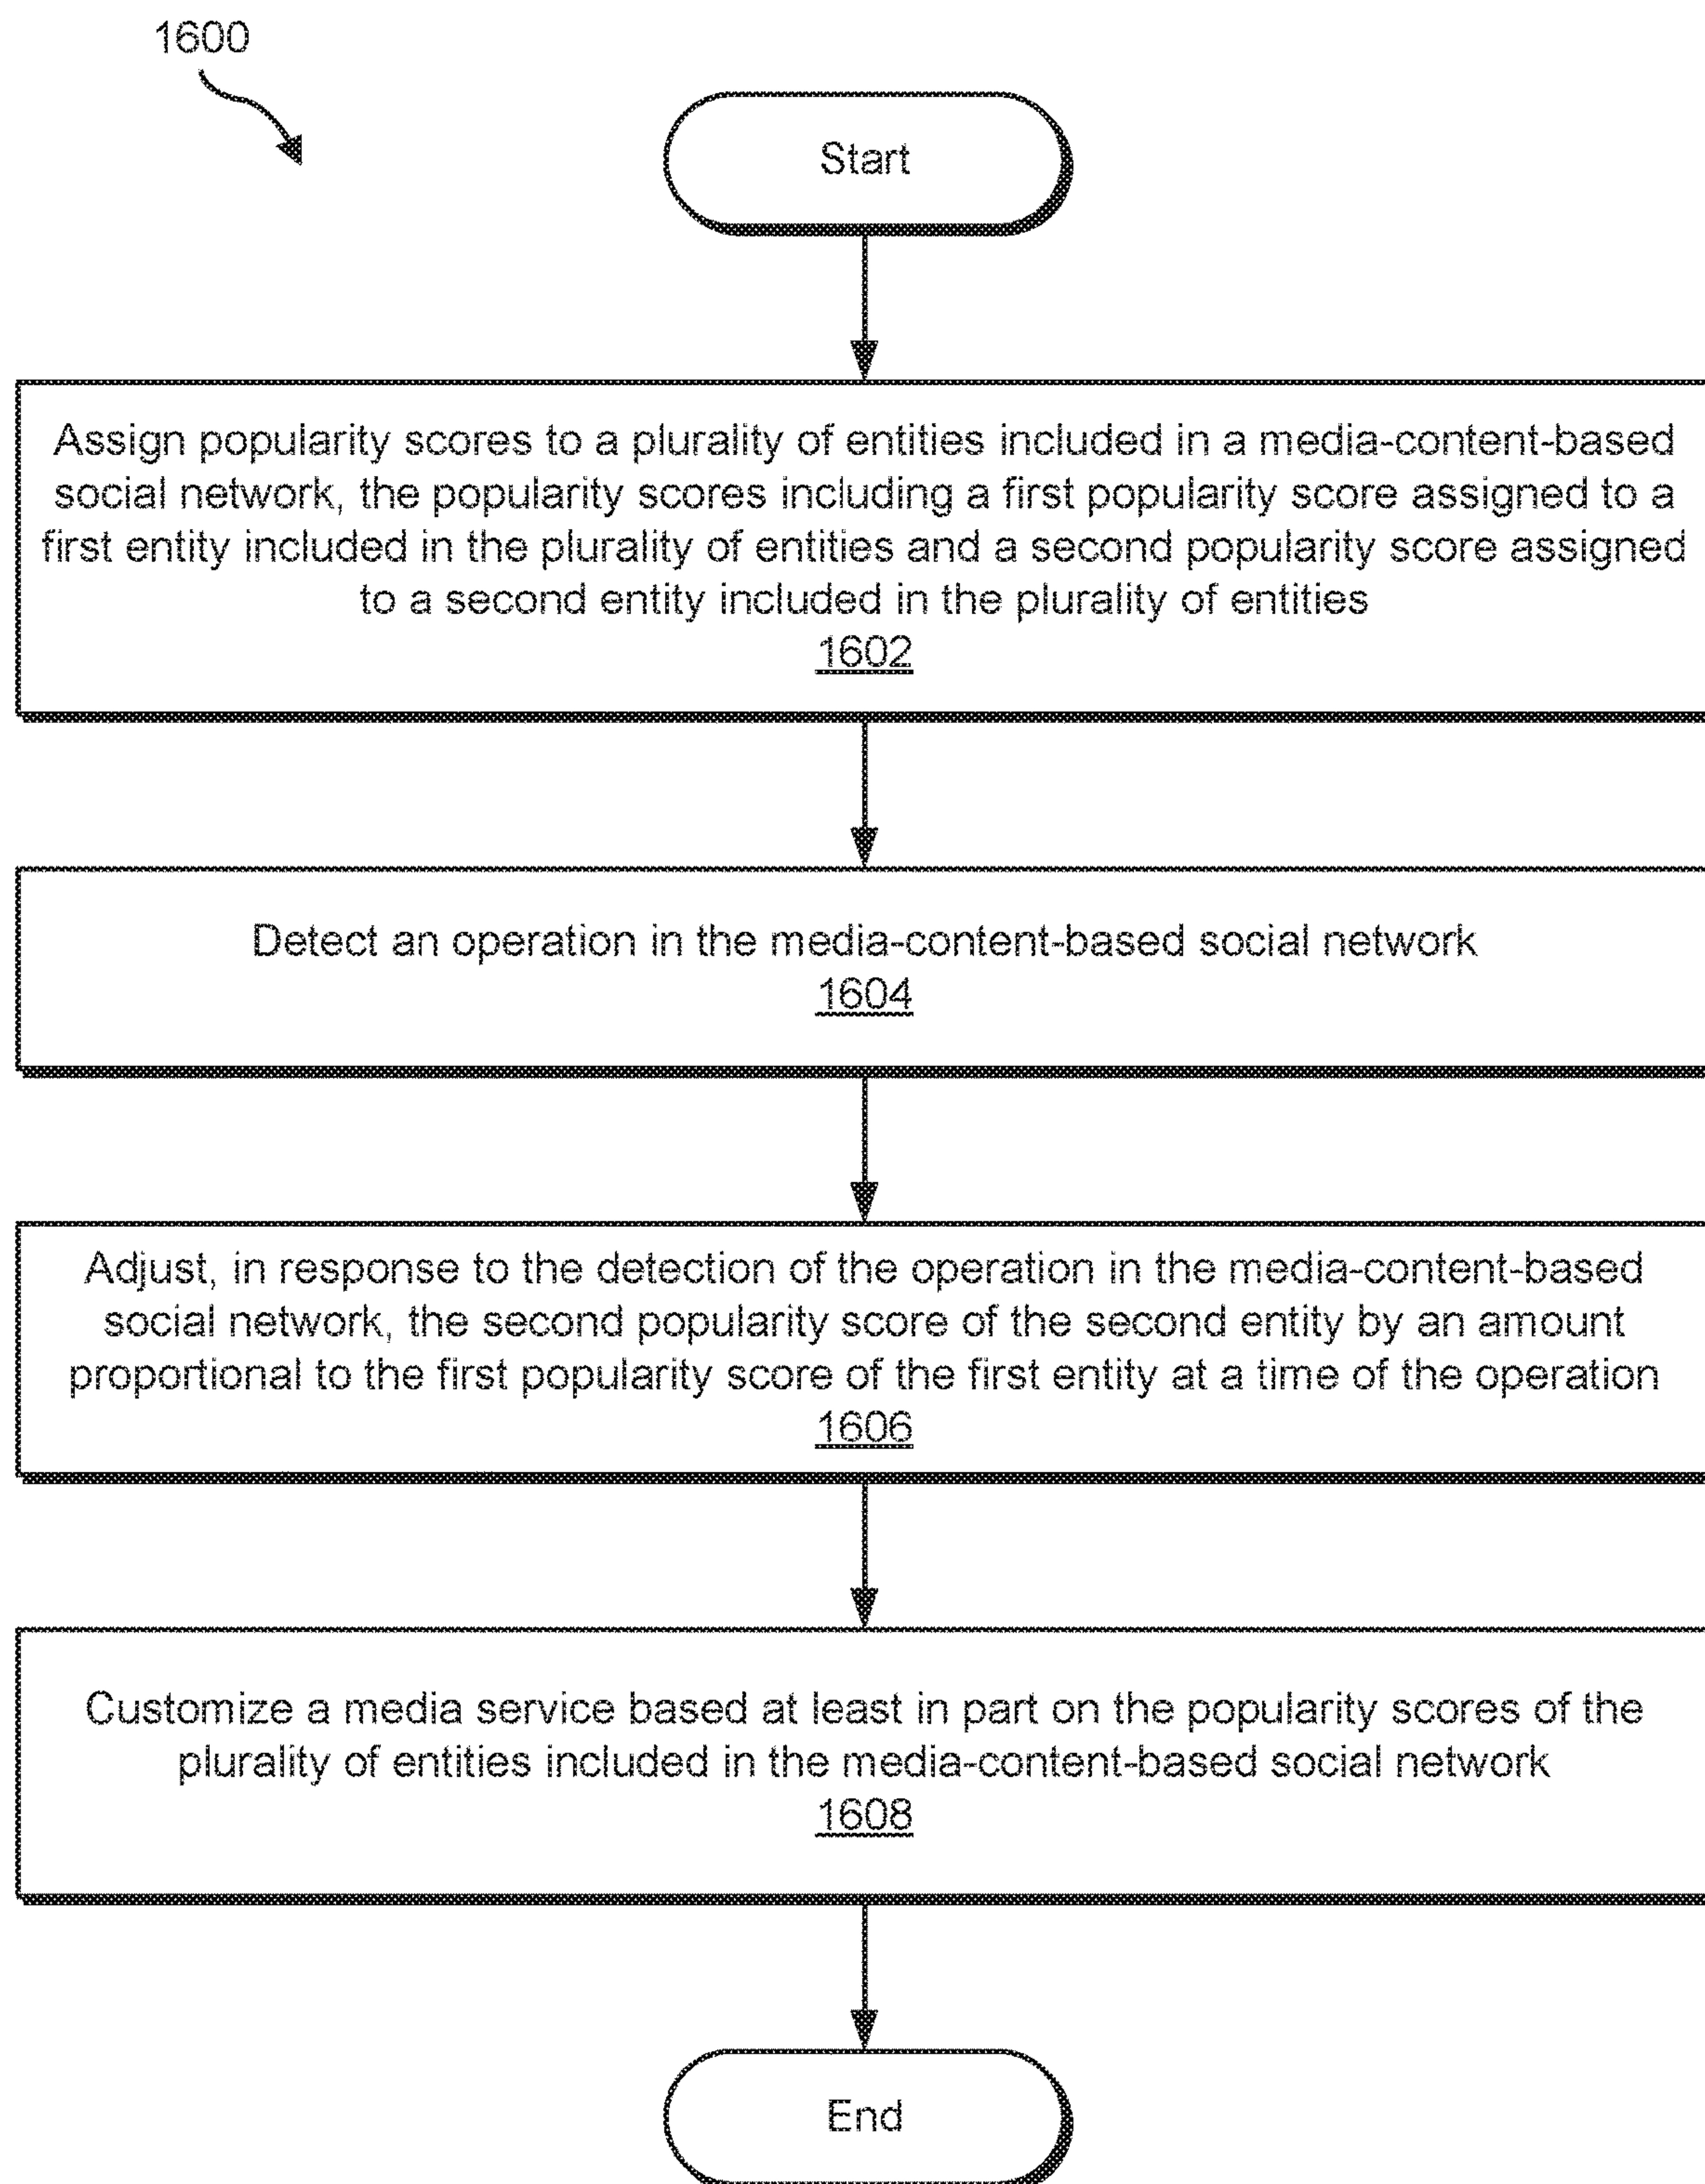 1600
Start
Assign popularity scores to a plurality of entities included in a media-content-based
social network, the popularity scores including a first popularity score assigned to a
first entity included in the plurality of entities and a second popularity score assigned
to a second entity included in the plurality of entities
1602
Detect an operation in the media-content-based social network
1604
Adjust, in response to the detection of the operation in the media-content-based
social network, the second popularity score of the second entity by an amount
proportional to the first popularity score of the first entity at a time of the operation
1606
Customize a media service based at least in part on the popularity scores of the
plurality of entities included in the media-content-based social network
1608
End